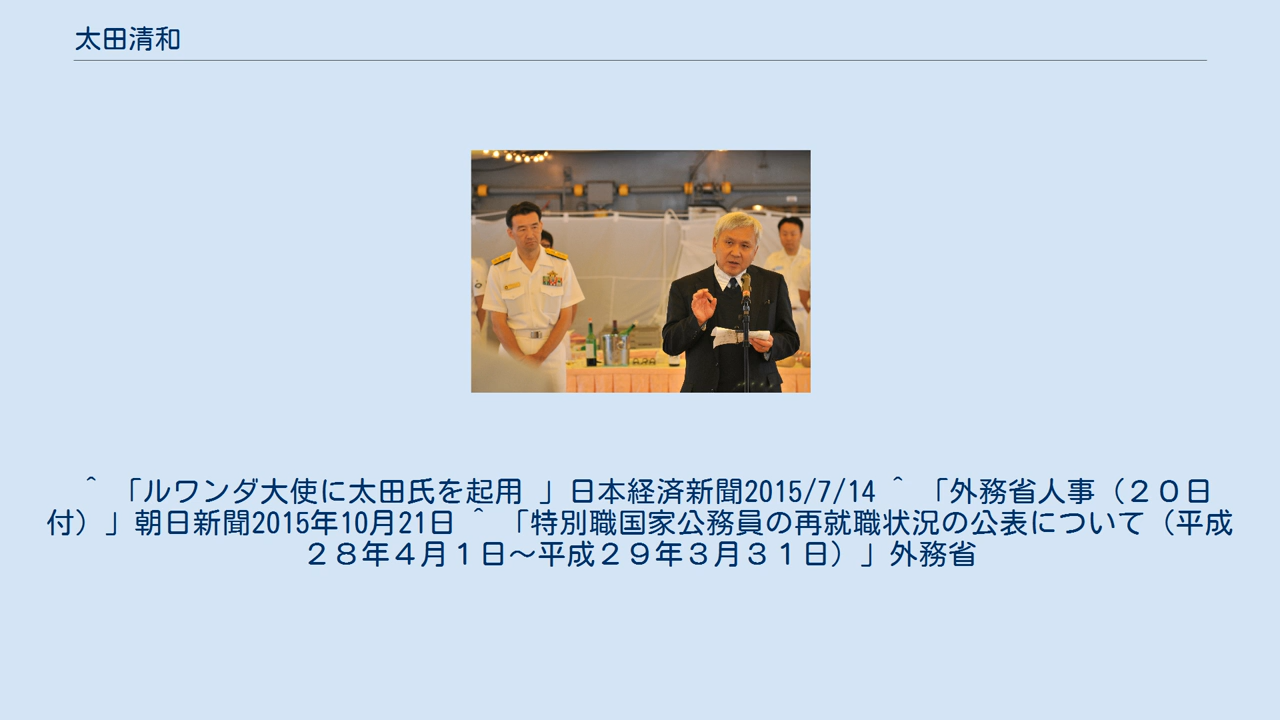 太田清和
^ 「ルワンダ大使に太田氏を起用 」日本経済新聞2015/7/14 ^ 「外務省人事（２０日
付）」朝日新聞2015年10月21日 ^ 「特別職国家公務員の再就職状況の公表について（平成
２８年４月１日～平成２９年３月３１日）」外務省